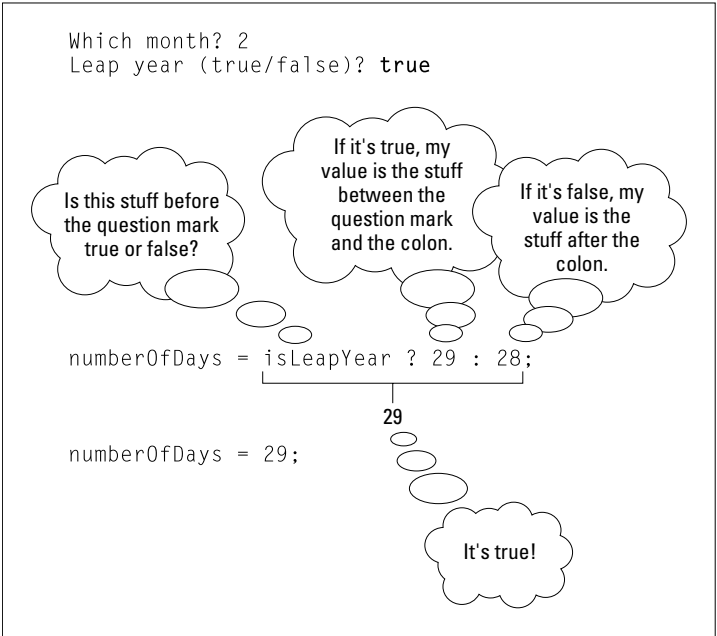 Which month? 2
Leap year (true/false)? true
Is this stuff before
the question mark
true or false?
If it's true, my
value is the stuff
between the
question mark
and the colon.
If it's false, my
value is the
stuff after the
colon.
numberOfDays = isLeapYear ? 29 : 28;
29
numberOfDays = 29;
It's true!